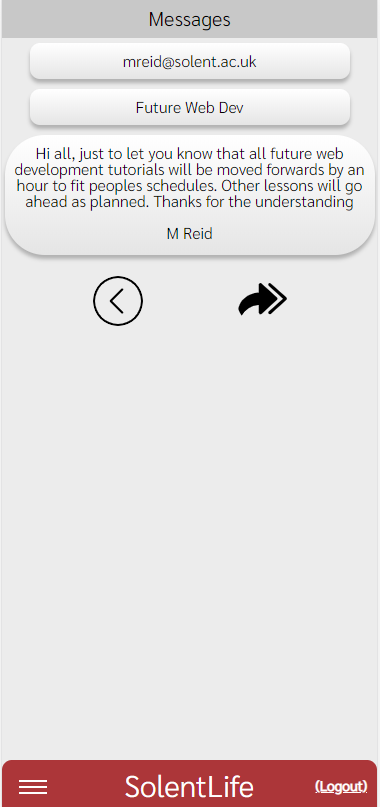 Messages
mreid@solent.ac.uk
Future Web Dev
Hi all, just to let you know that all future web
development tutorials will be moved forwards by an
hour to fit peoples schedules. Other lessons will go
ahead as planned. Thanks for the understanding
M Reid
SolentLife
(Logout)